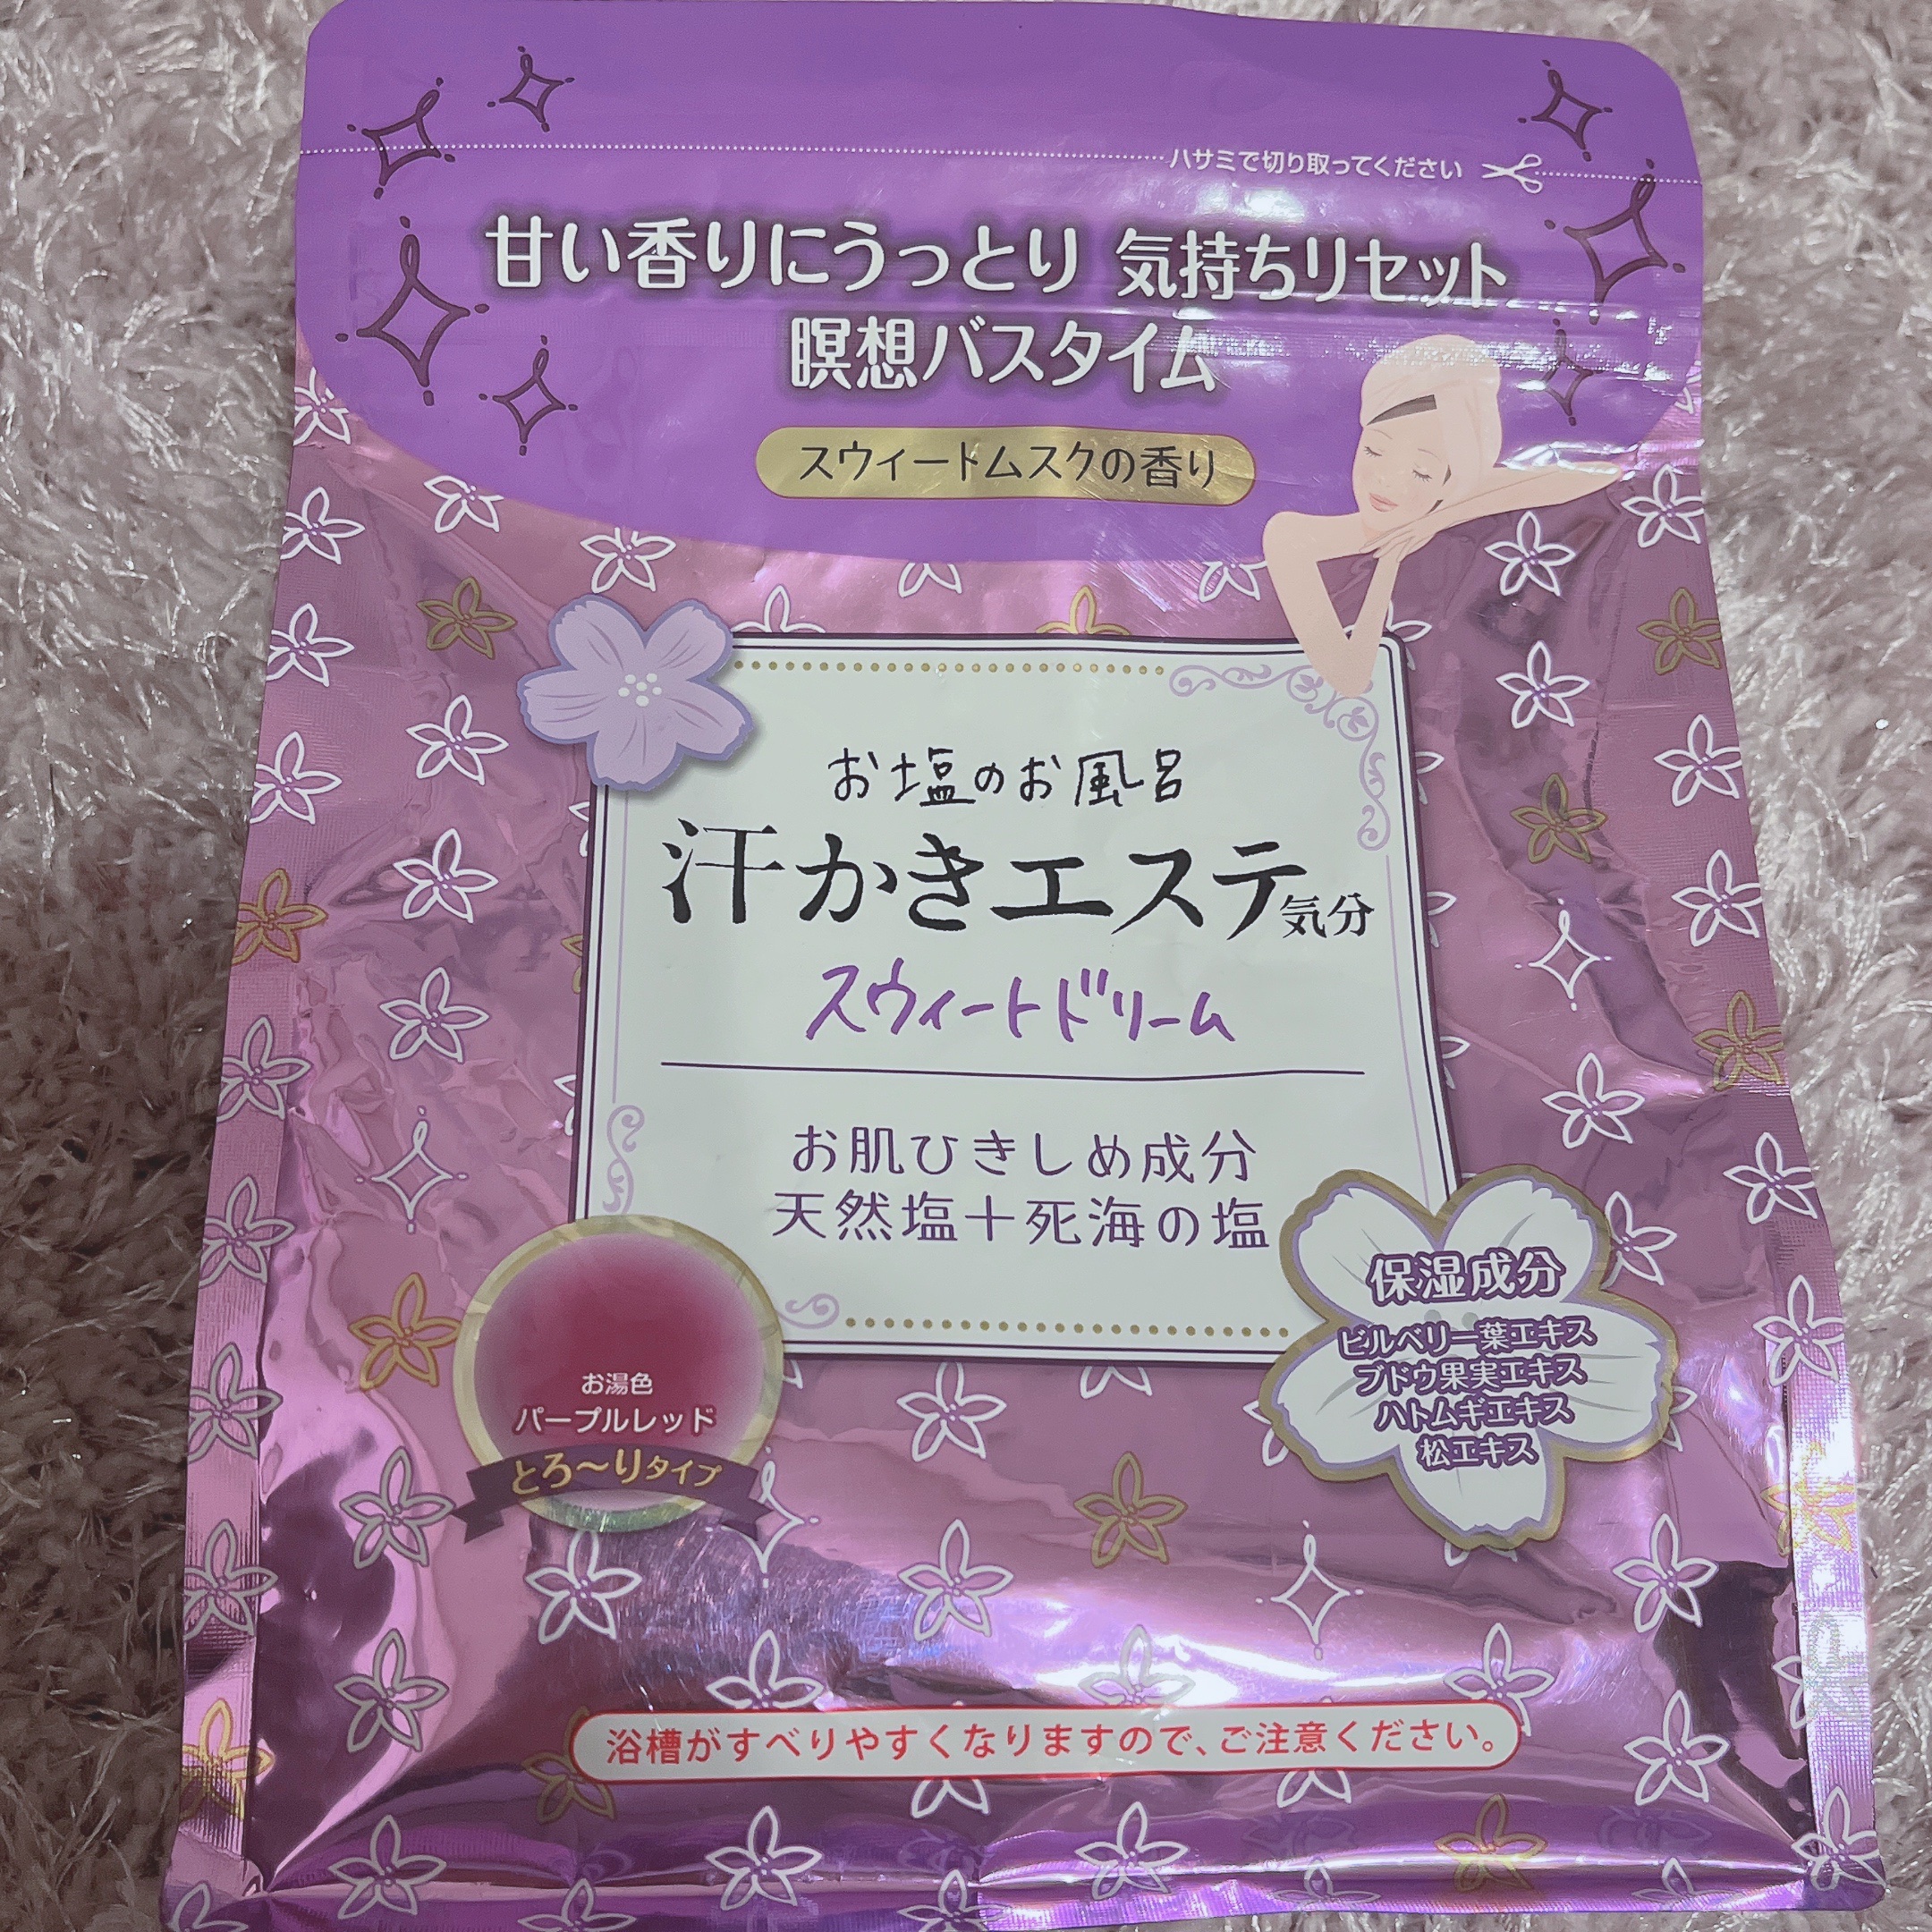 ハサミで切り取ってください
甘い香りにうっとり 気持ちリセット
瞑想バスタイム
スウィートムスクの香り
お塩のお風呂
汗かきエステ気分
スウィートドリーム
お肌ひきしめ成分
天然塩+死海の塩
保湿成分
ビルベリー葉エキス
ブドウ果実エキス
ハトムギエキス
松エキス
お湯色
パープルレッド
とろ〜りタイプ
浴槽がすべりやすくなりますので、ご注意ください。